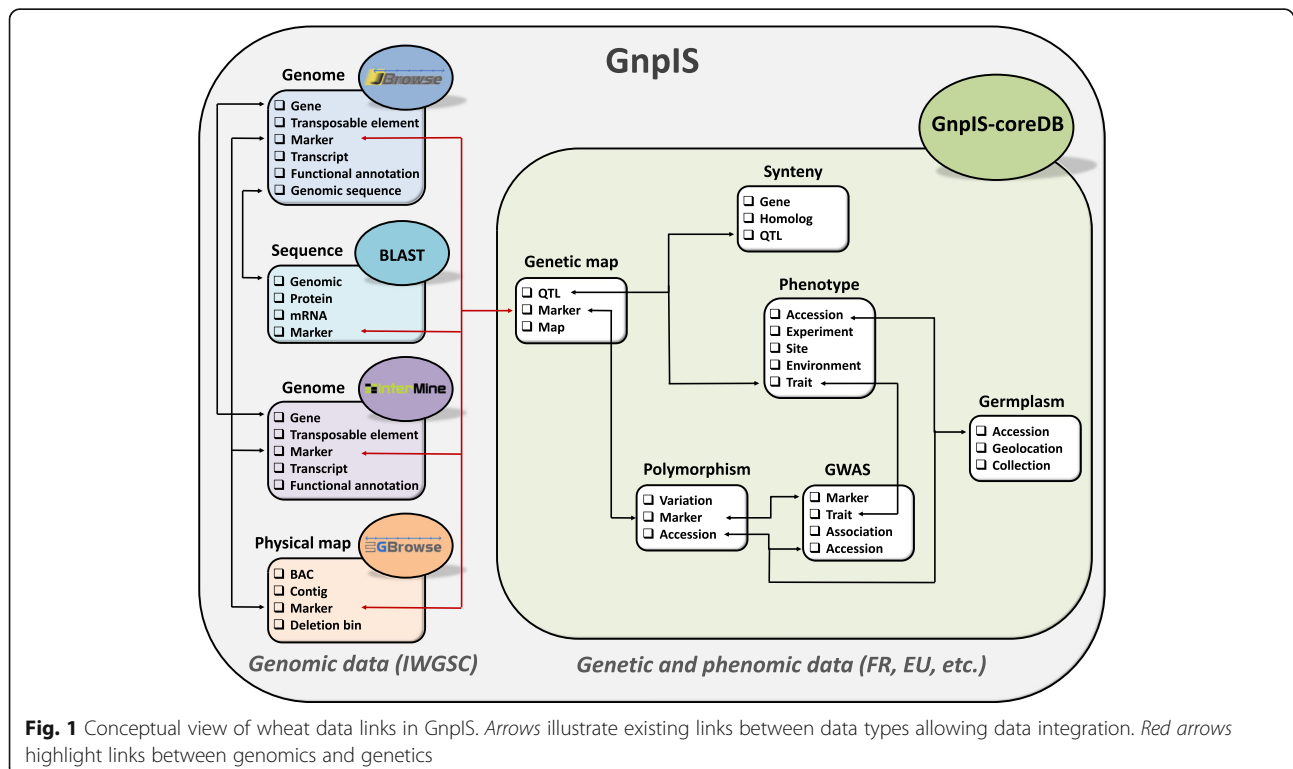 GnpIS
Genome
JBrowse
❑ Gene
❑ Transposable element
❑ Marker
❑ Transcript
❑ Functional annotation
❑ Genomic sequence
Sequence
BLAST
❑ Genomic
❑ Protein
❑ mRNA
❑ Marker
Genome
InterMine
❑ Gene
❑ Transposable element
❑ Marker
❑ Transcript
❑ Functional annotation
Physical map
GBrowse
❑ BAC
❑ Contig
❑ Marker
❑ Deletion bin
Genomic data (IWGSC)
GnpIS-coreDB
Synteny
❑ Gene
❑ Homolog
❑ QTL
Genetic map
❑ QTL
❑ Marker
❑ Map
Phenotype
❑ Accession
❑ Experiment
❑ Site
❑ Environment
❑ Trait
Germplasm
❑ Accession
❑ Geolocation
❑ Collection
Polymorphism
❑ Variation
❑ Marker
❑ Accession
GWAS
❑ Marker
❑ Trait
❑ Association
❑ Accession
Genetic and phenomic data (FR, EU, etc.)
Fig. 1 Conceptual view of wheat data links in GnpIS. Arrows illustrate existing links between data types allowing data integration. Red arrows
highlight links between genomics and genetics